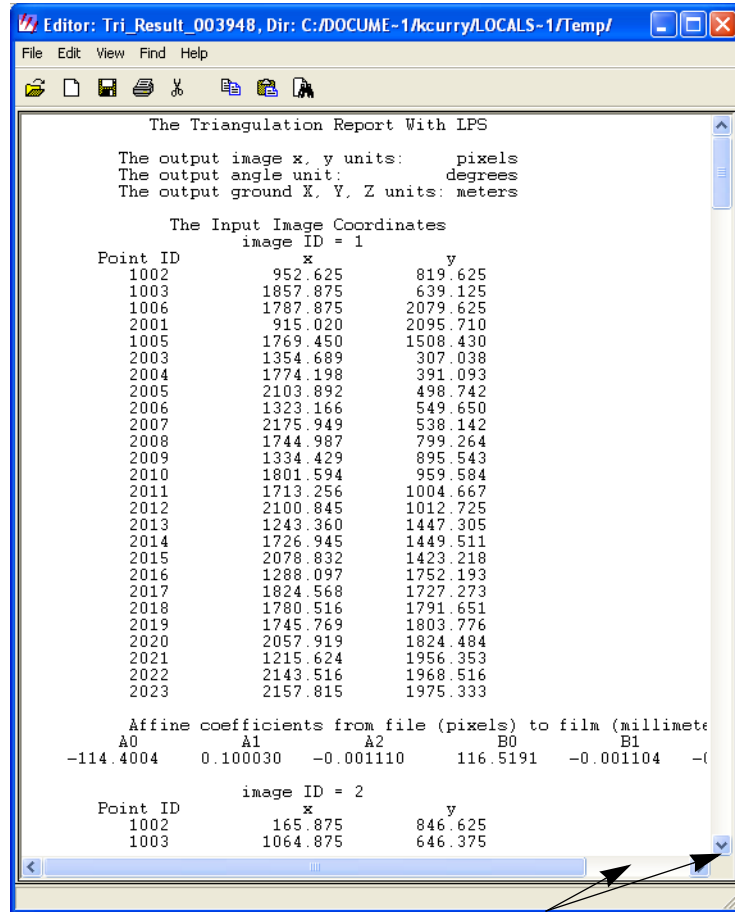 Editor: Tri_Result_003948, Dir: C:/DOCUME~1/kcurry/LOCALS~1/Temp/
File Edit View Find Help
The Triangulation Report With LPS
The output image x, y units: pixels
The output angle unit: degrees
The output ground X, Y, Z units: meters
The Input Image Coordinates
image ID = 1
Point ID x y
1002 952.625 819.625
1003 1857.875 639.125
1006 1787.875 2079.625
2001 915.020 2095.710
1005 1769.450 1508.430
2003 1354.689 307.038
2004 1774.198 391.093
2005 2103.892 498.742
2006 1323.166 549.650
2007 2175.949 538.142
2008 1744.987 799.264
2009 1334.429 895.543
2010 1801.594 959.584
2011 1713.256 1004.667
2012 2100.845 1012.725
2013 1243.360 1447.305
2014 1726.945 1449.511
2015 2078.832 1423.218
2016 1288.097 1752.193
2017 1824.568 1727.273
2018 1780.516 1791.651
2019 1745.769 1803.776
2020 2057.919 1824.484
2021 1215.624 1956.353
2022 2143.516 1968.516
2023 2157.815 1975.333
Affine coefficients from file (pixels) to film (millimete
A0 A1 A2 B0 B1
-114.4004 0.100030 -0.001110 116.5191 -0.001104 -(
image ID = 2
Point ID x y
1002 165.875 846.625
1003 1064.875 646.375